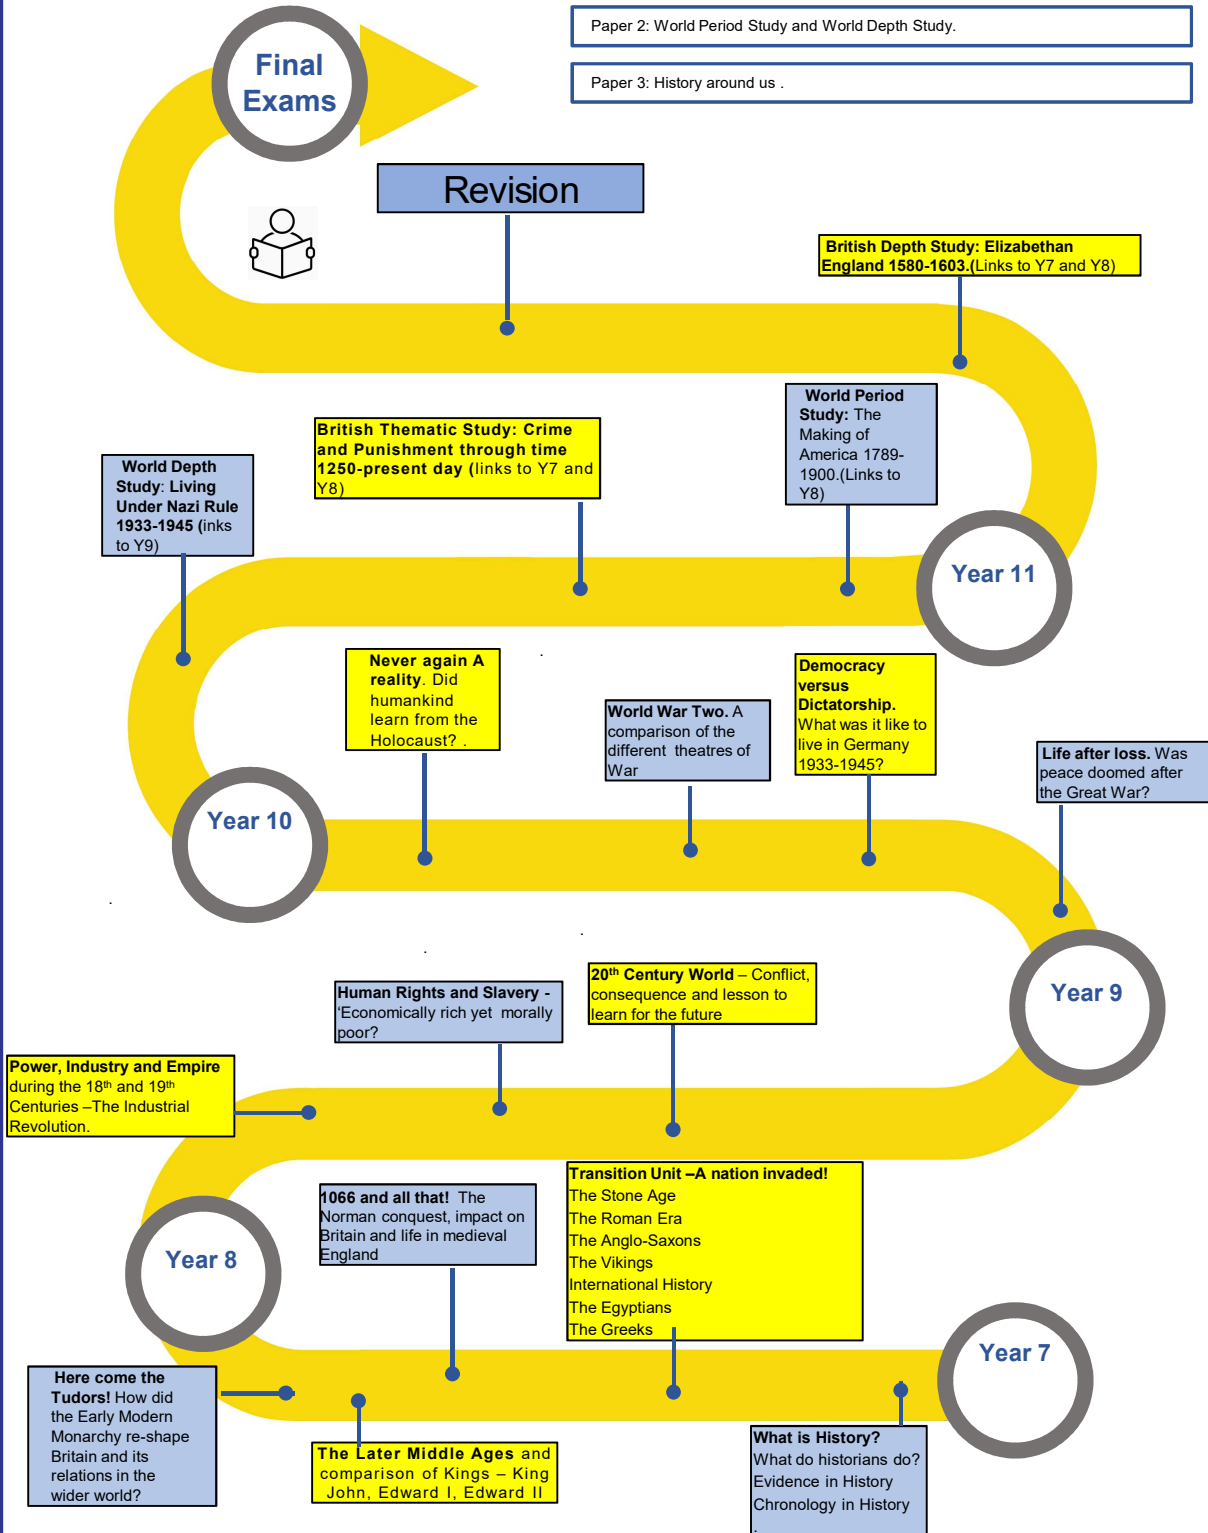 Paper 2: World Period Study and World Depth Study.
Paper 3: History around us .
Final
Exams
Revision
British Depth Study: Elizabethan
England 1580-1603.(Links to Y7 and Y8)
World Period
Study: The
Making of
America 1789-
1900.(Links to
Y8)
British Thematic Study: Crime
and Punishment through time
1250-present day (links to Y7 and
Y8)
World Depth
Study: Living
Under Nazi Rule
1933-1945 (inks
to Y9)
Year 11
Never again A
reality. Did
humankind
learn from the
Holocaust? .
World War Two. A
comparison of the
different theatres of
War
Democracy
versus
Dictatorship.
What was it like to
live in Germany
1933-1945?
Life after loss. Was
peace doomed after
the Great War?
Year 10
Year 9
20th Century World – Conflict,
consequence and lesson to
learn for the future
Human Rights and Slavery -
‘Economically rich yet morally
poor?
Power, Industry and Empire
during the 18th and 19th
Centuries –The Industrial
Revolution.
Transition Unit –A nation invaded!
The Stone Age
The Roman Era
The Anglo-Saxons
The Vikings
International History
The Egyptians
The Greeks
1066 and all that! The
Norman conquest, impact on
Britain and life in medieval
England
Year 8
Year 7
Here come the
Tudors! How did
the Early Modern
Monarchy re-shape
Britain and its
relations in the
wider world?
The Later Middle Ages and
comparison of Kings – King
John, Edward I, Edward II
What is History?
What do historians do?
Evidence in History
Chronology in History
.